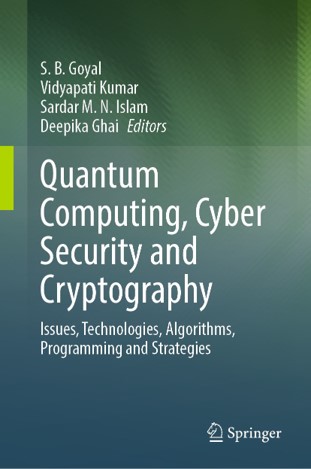 S. B. Goyal
Vidyapati Kumar
Sardar M. N. Islam
Deepika Ghai Editors
Quantum
Computing, Cyber
Security and
Cryptography
Issues, Technologies, Algorithms,
Programming and Strategies
Springer